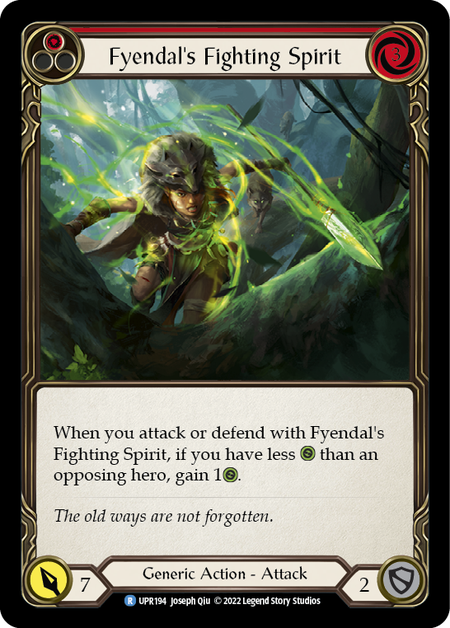 Fyendal's Fighting Spirit
3
When you attack or defend with Fyendal's
Fighting Spirit, if you have less than an
opposing hero, gain 1.
The old ways are not forgotten.
7
Generic Action - Attack
2
R UPR194 Joseph Qiu © 2022 Legend Story Studios